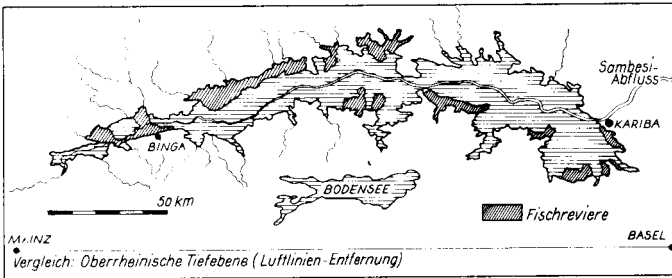 Sambesi-
Abfluss
KARIBA
BINGA
BODENSEE
50 km
Fischreviere
MAINZ
BASEL
Vergleich: Oberrheinische Tiefebene (Luftlinien-Entfernung)